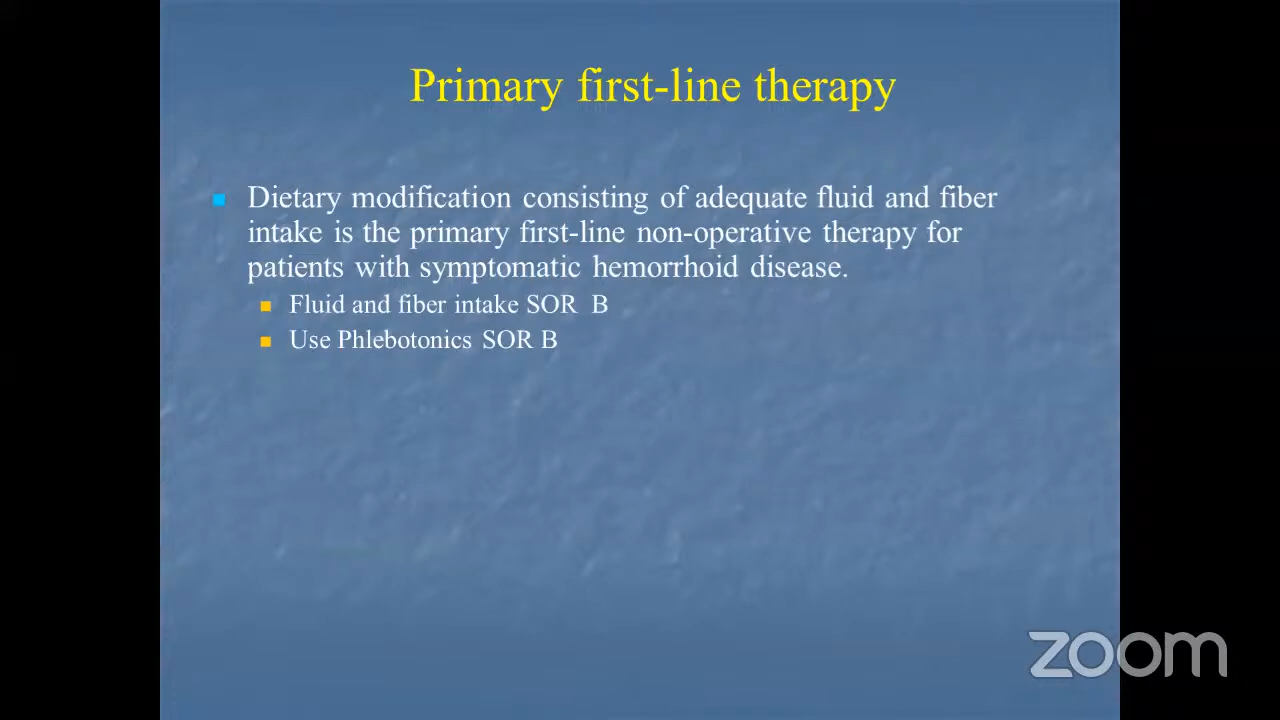 Primary first-line therapy
Dietary modification consisting of adequate fluid and fiber
intake is the primary first-line non-operative therapy for
patients with symptomatic hemorrhoid disease.
Fluid and fiber intake SOR B
Use Phlebotonics SOR B
zoom